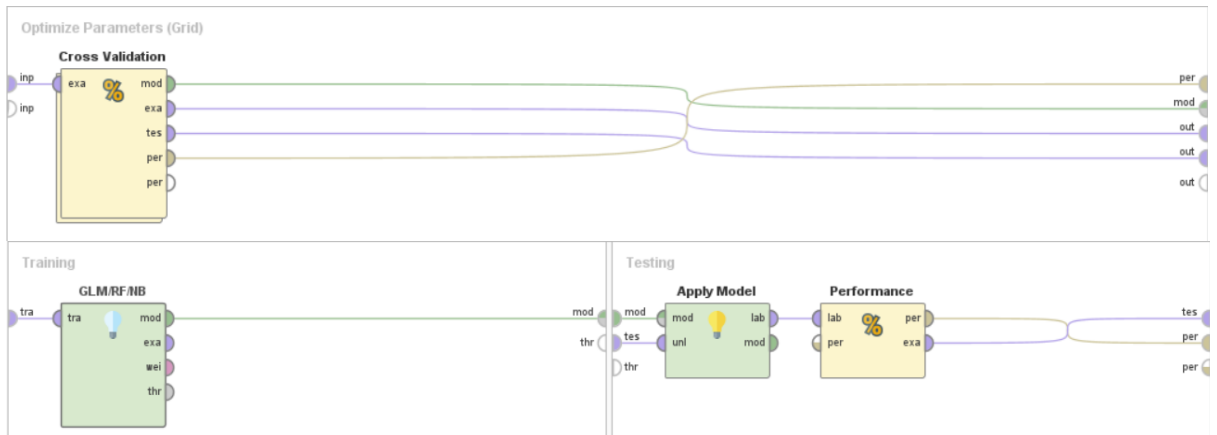 Optimize Parameters (Grid)
Cross Validation
inp
exa
mod
per
inp
exa
mod
tes
out
per
out
per
out
Training
Testing
GLM/RF/NB
Apply Model
Performance
tra
tra
mod
mod
mod
mod
lab
lab
per
tes
exa
thr
tes
unl
mod
per
exa
per
wei
thr
per
thr